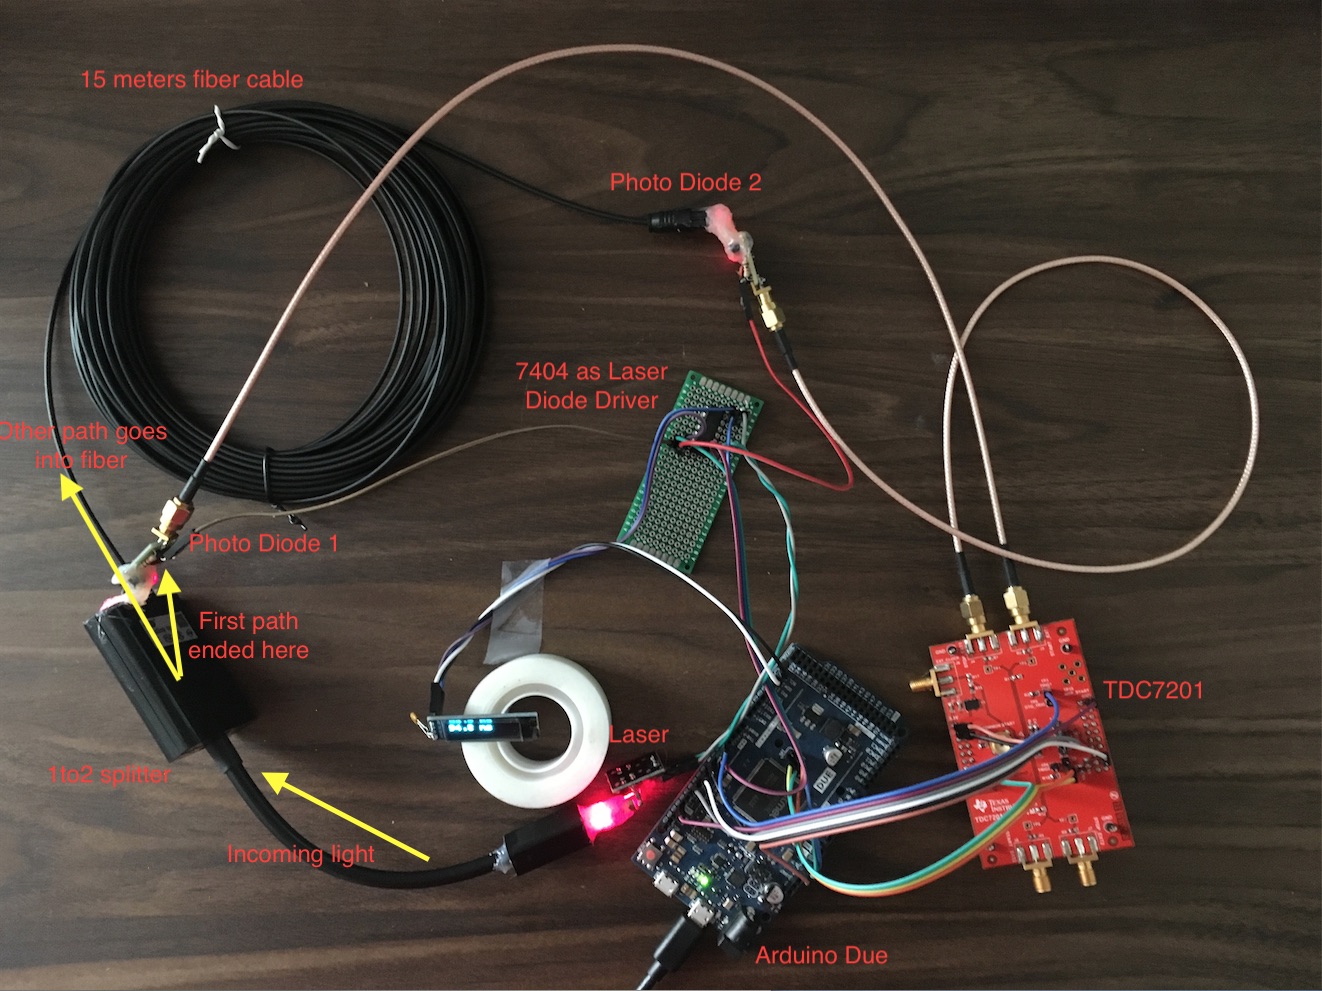 15 meters fiber cable
Photo Diode 2
7404 as Laser
Diode Driver
Other path goes
into fiber
Photo Diode 1
First path
ended here
TDC7201
Laser
1to2 splitter
DUE
TEXAS
Incoming light
Arduino Due